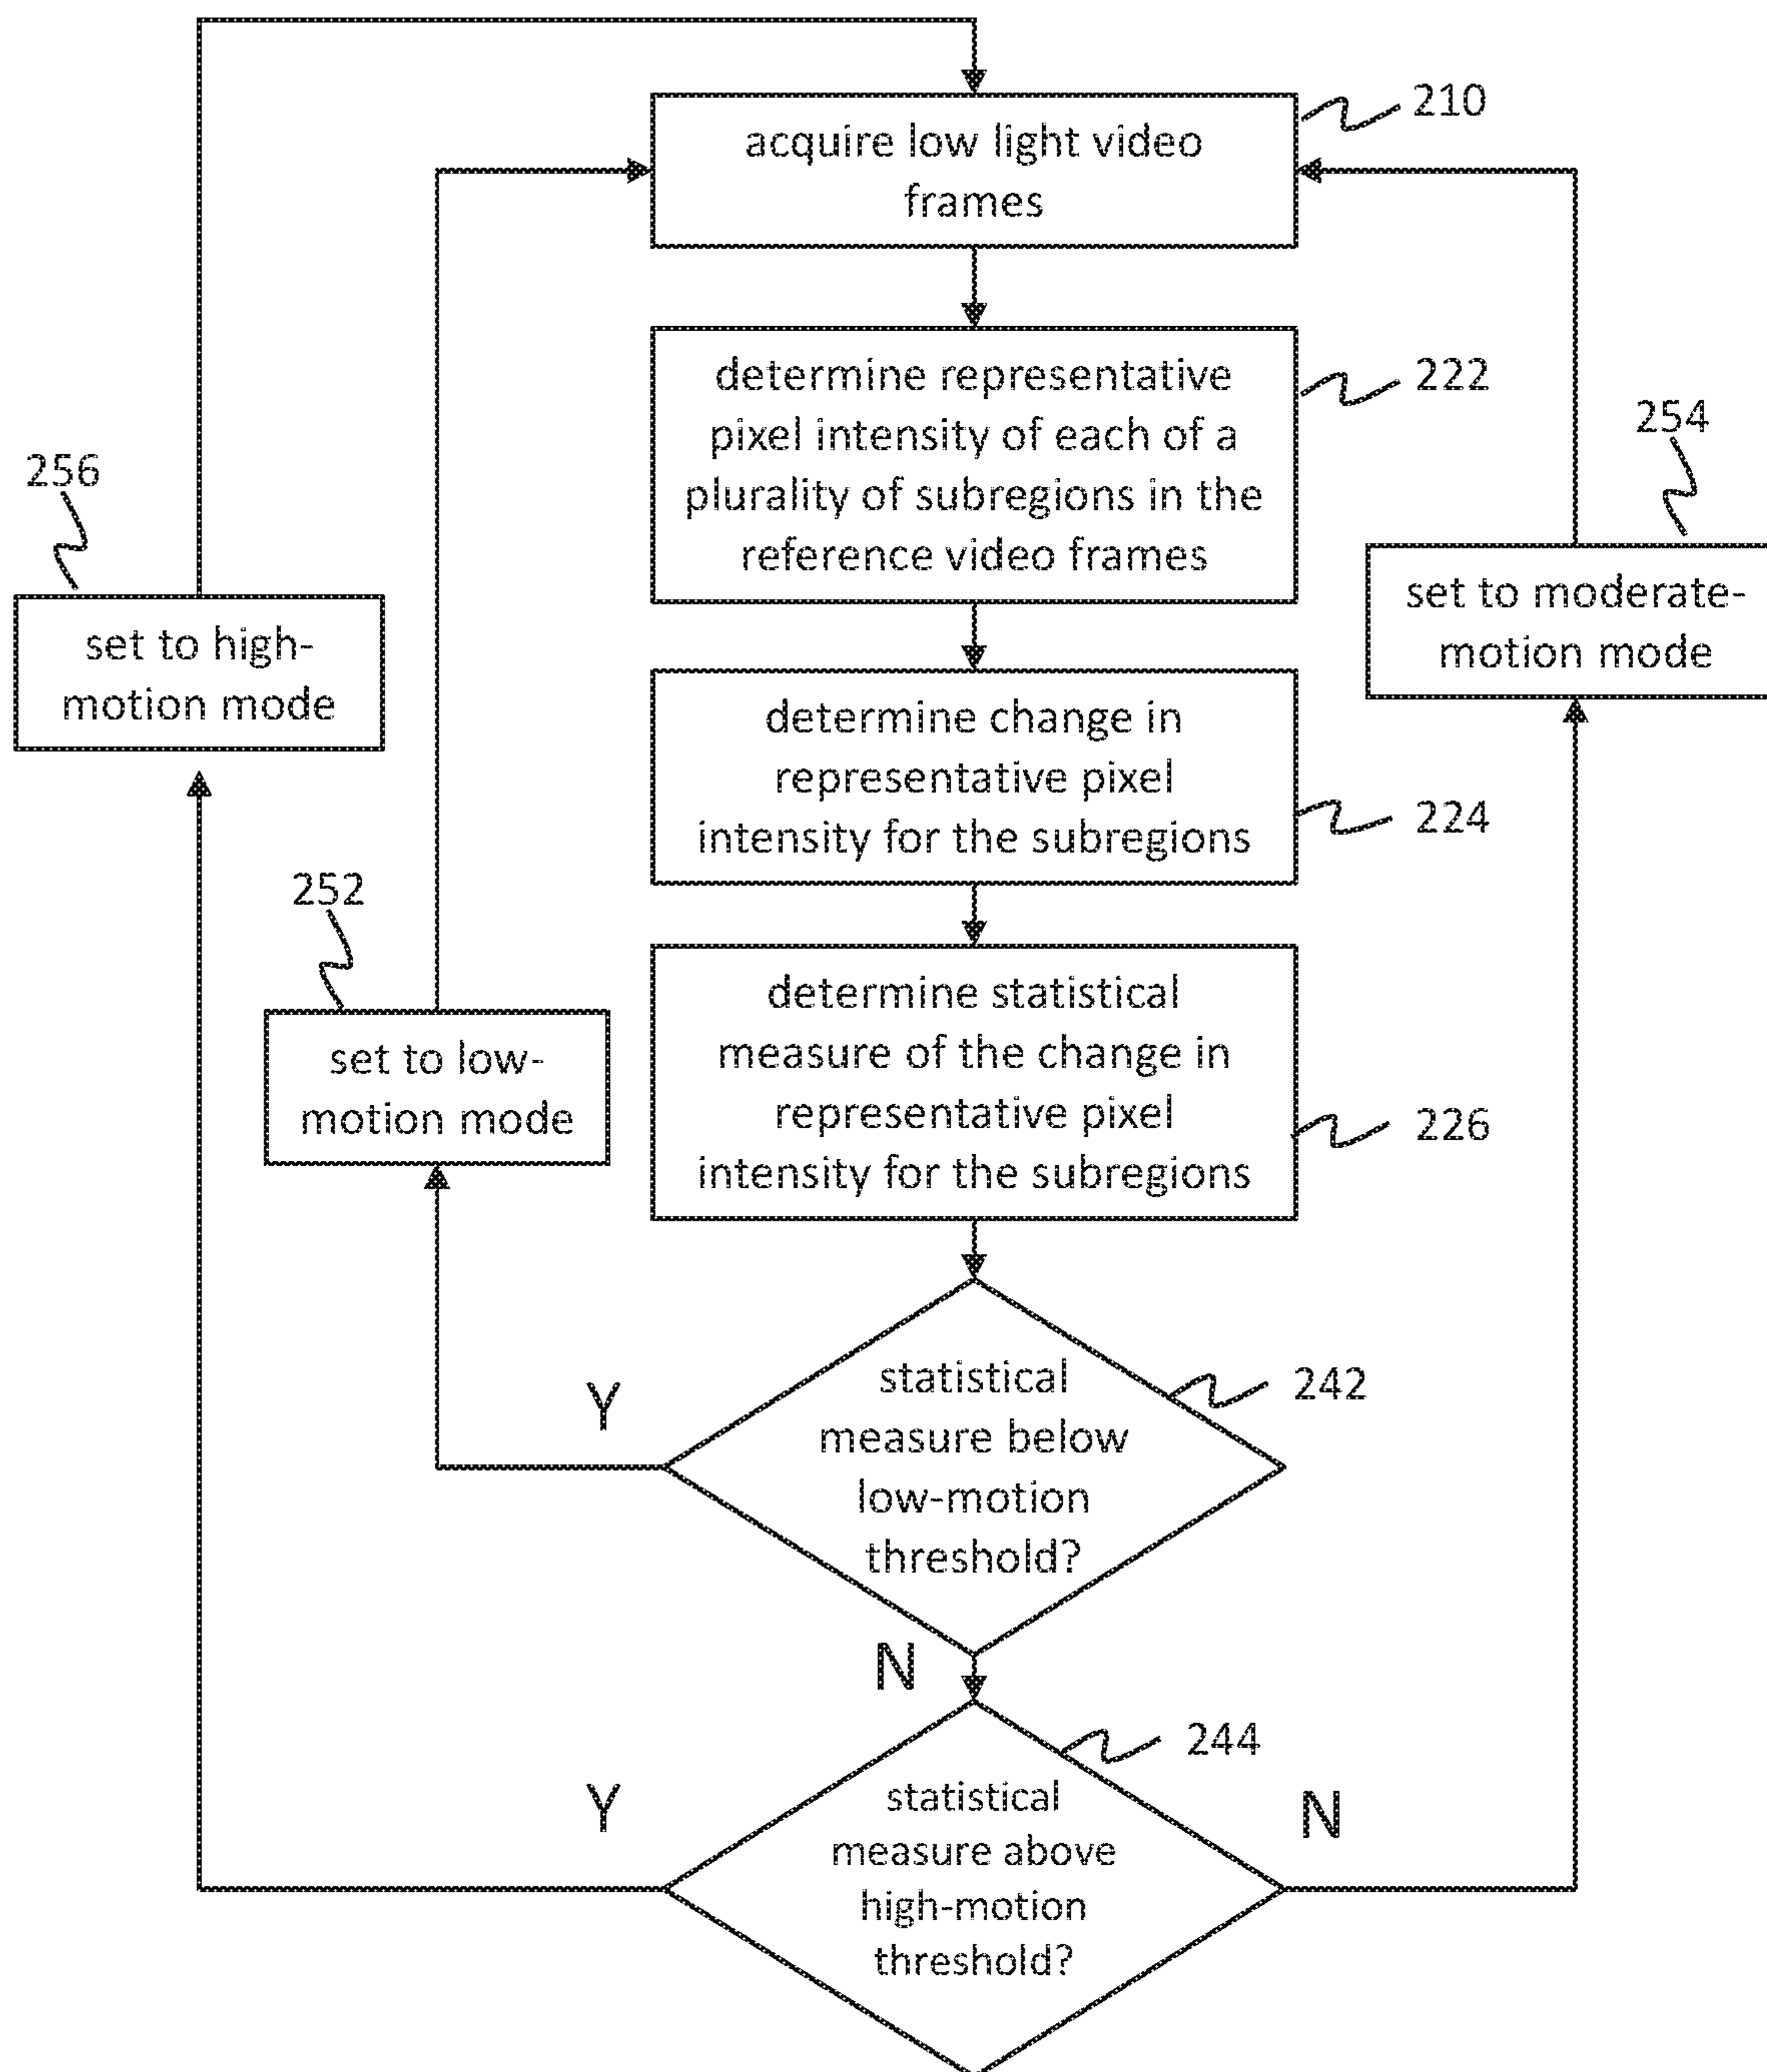 acquire low light video
frames
210
determine representative
pixel intensity of each of a
plurality of subregions in the
reference video frames
222
254
256
set to high-
motion mode
set to moderate-
motion mode
determine change in
representative pixel
intensity for the subregions
224
252
set to low-
motion mode
determine statistical
measure of the change in
representative pixel
intensity for the subregions
226
Y
statistical
measure below
low-motion
threshold?
242
N
244
Y
statistical
measure above
high-motion
threshold?
N